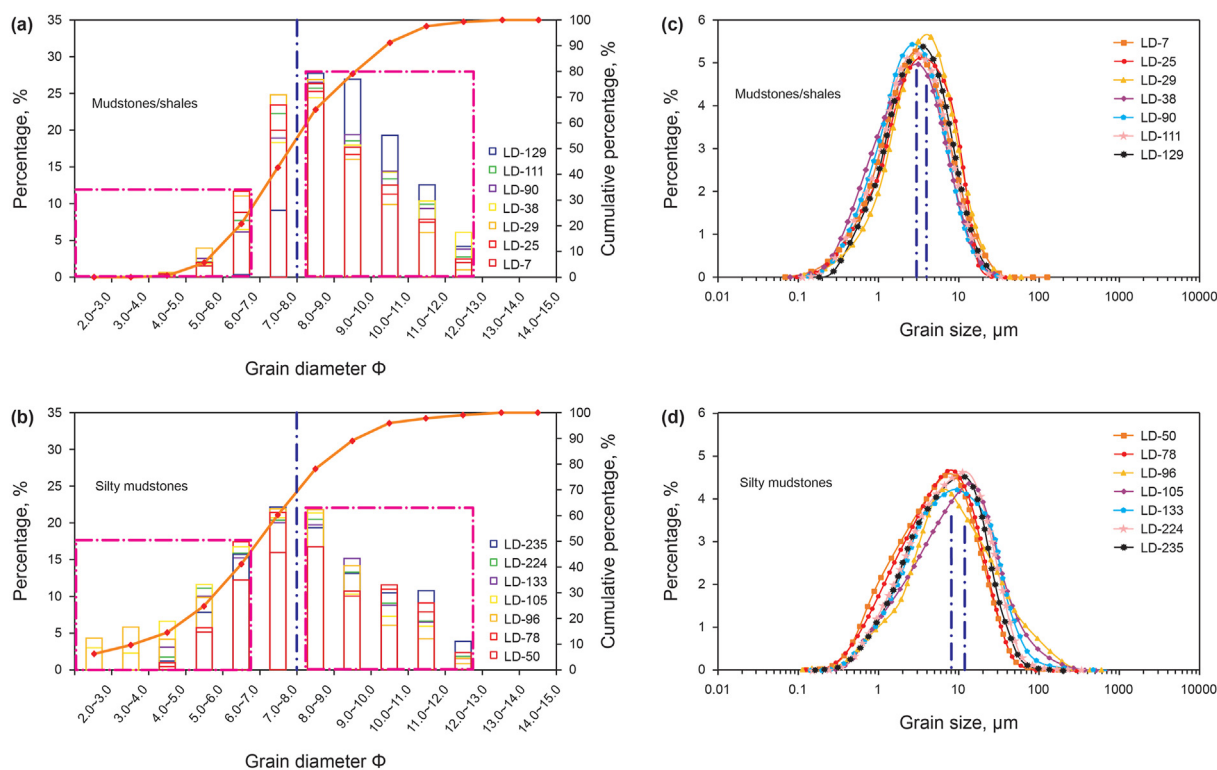 (a)
35
30
25
20
15
10
5
0
Percentage, %
Mudstones/shales
LD-129
LD-111
LD-90
LD-38
LD-29
LD-25
LD-7
100
90
80
70
60
50
40
30
20
10
0
Cumulative percentage, %
2.0~3.0
3.0~4.0
4.0~5.0
5.0~6.0
6.0~7.0
7.0~8.0
8.0~9.0
9.0~10.0
10.0~11.0
11.0~12.0
12.0~13.0
13.0~14.0
14.0~15.0
Grain diameter Φ
(c)
6
5
4
3
2
1
0
Percentage, %
Mudstones/shales
LD-7
LD-25
LD-29
LD-38
LD-90
LD-111
LD-129
0.01
0.1
1
10
100
1000
10000
Grain size, μm
(b)
35
30
25
20
15
10
5
0
Percentage, %
Silty mudstones
LD-235
LD-224
LD-133
LD-105
LD-96
LD-78
LD-50
100
90
80
70
60
50
40
30
20
10
0
Cumulative percentage, %
2.0~3.0
3.0~4.0
4.0~5.0
5.0~6.0
6.0~7.0
7.0~8.0
8.0~9.0
9.0~10.0
10.0~11.0
11.0~12.0
12.0~13.0
13.0~14.0
14.0~15.0
Grain diameter Φ
(d)
6
5
4
3
2
1
0
Percentage, %
Silty mudstones
LD-50
LD-78
LD-96
LD-105
LD-133
LD-224
LD-235
0.01
0.1
1
10
100
1000
10000
Grain size, μm